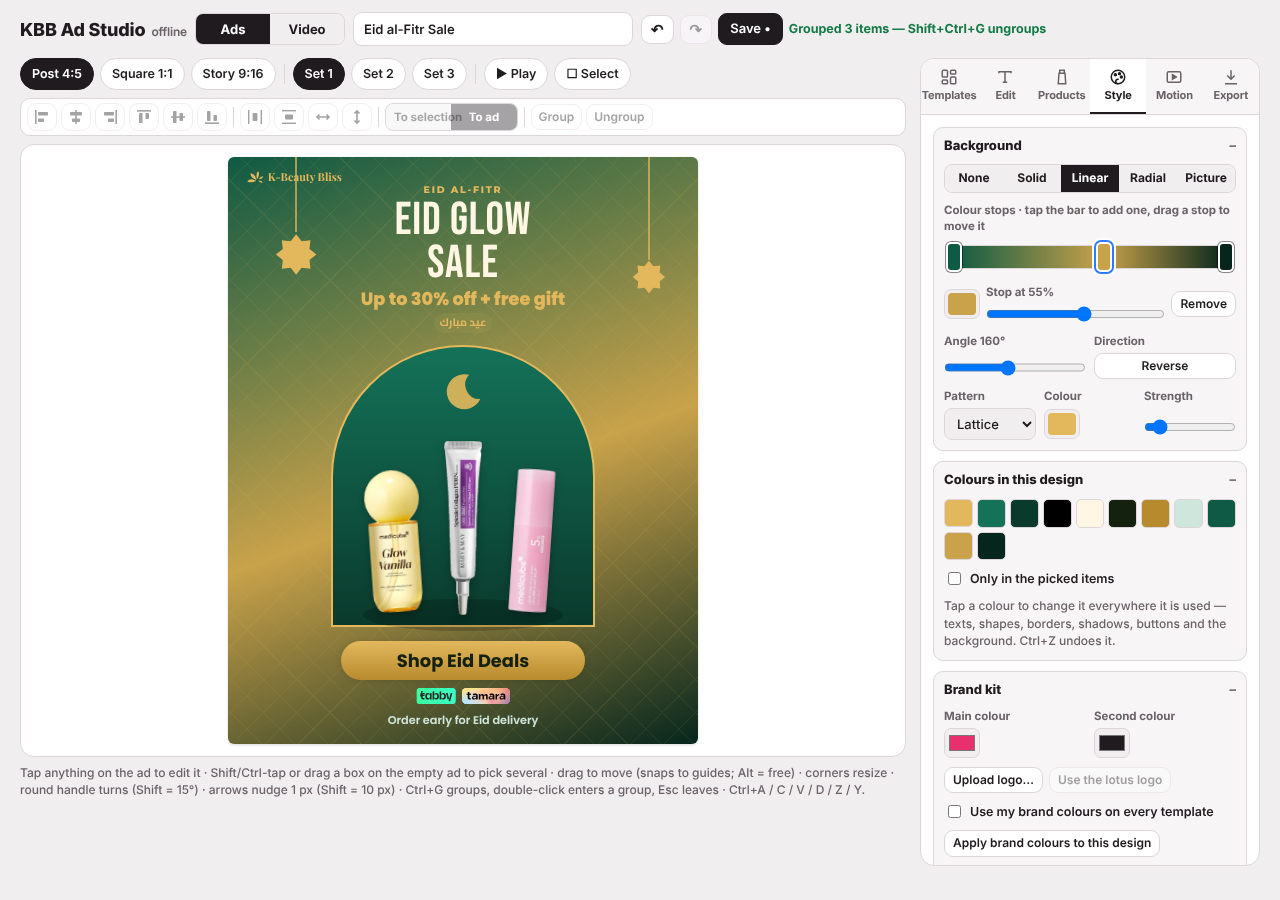 KBB Ad Studio offline
Ads
Video
Eid al-Fitr Sale
Save •
Grouped 3 items — Shift+Ctrl+G ungroups
Post 4:5
Square 1:1
Story 9:16
Set 1
Set 2
Set 3
▶ Play
☐ Select
To selection
To ad
Group
Ungroup
K-Beauty Bliss
EID AL-FITR
EID GLOW
SALE
Up to 30% off + free gift
عيد مبارك
medicube
Glow
Vanilla
MARY&MAY
medicube
Shop Eid Deals
tabby
tamara
Order early for Eid delivery
Tap anything on the ad to edit it · Shift/Ctrl-tap or drag a box on the empty ad to pick several · drag to move (snaps to guides; Alt = free) · corners resize ·
round handle turns (Shift = 15°) · arrows nudge 1 px (Shift = 10 px) · Ctrl+G groups, double-click enters a group, Esc leaves · Ctrl+A / C / V / D / Z / Y.
Templates
Edit
Products
Style
Motion
Export
Background
None
Solid
Linear
Radial
Picture
Colour stops · tap the bar to add one, drag a stop to
move it
Stop at 55%
Remove
Angle 160°
Direction
Reverse
Pattern
Colour
Strength
Lattice
Colours in this design
Only in the picked items
Tap a colour to change it everywhere it is used —
texts, shapes, borders, shadows, buttons and the
background. Ctrl+Z undoes it.
Brand kit
Main colour
Second colour
Upload logo...
Use the lotus logo
Use my brand colours on every template
Apply brand colours to this design